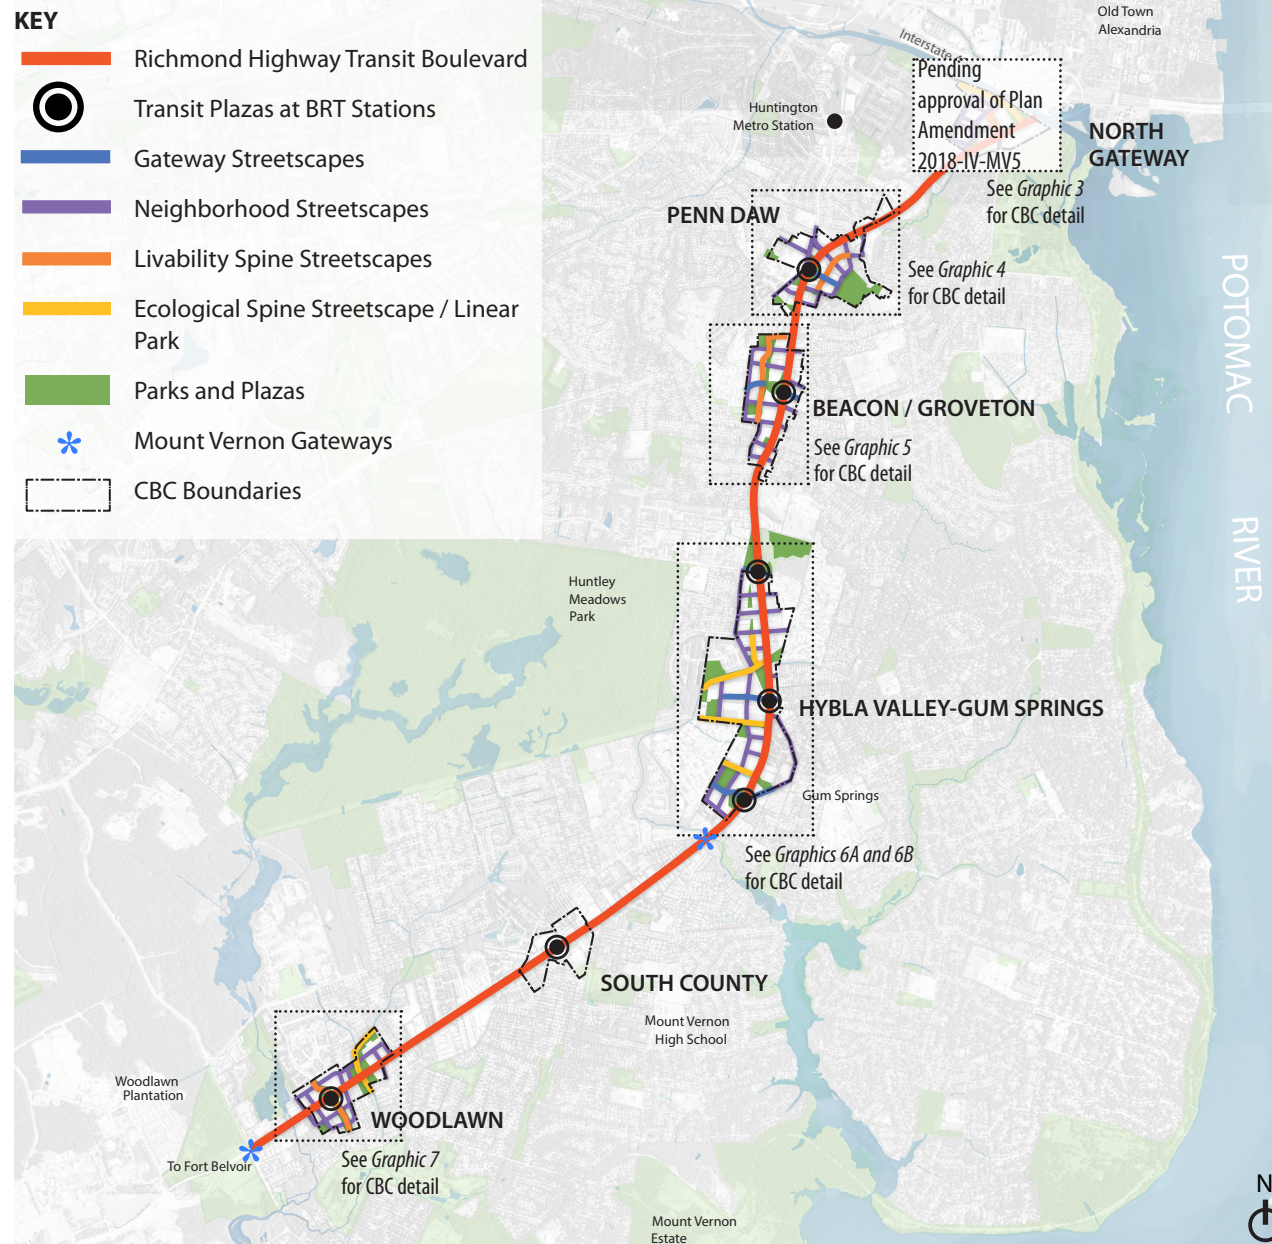 KEY
Richmond Highway Transit Boulevard
Transit Plazas at BRT Stations
Gateway Streetscapes
Neighborhood Streetscapes
Livability Spine Streetscapes
Ecological Spine Streetscape / Linear
Park
Parks and Plazas
Mount Vernon Gateways
CBC Boundaries
Old Town
Alexandria
Interstate
Pending
approval of Plan
Amendment
2018-IV-MV5
Huntington
Metro Station
NORTH
GATEWAY
See Graphic 3
for CBC detail
PENN DAW
See Graphic 4
for CBC detail
POTOMAC
RIVER
BEACON / GROVETON
See Graphic 5
for CBC detail
Huntley
Meadows
Park
HYBLA VALLEY-GUM SPRINGS
Gum Springs
See Graphics 6A and 6B
for CBC detail
SOUTH COUNTY
Mount Vernon
High School
Woodlawn
Plantation
WOODLAWN
To Fort Belvoir
See Graphic 7
for CBC detail
Mount Vernon
Estate
N